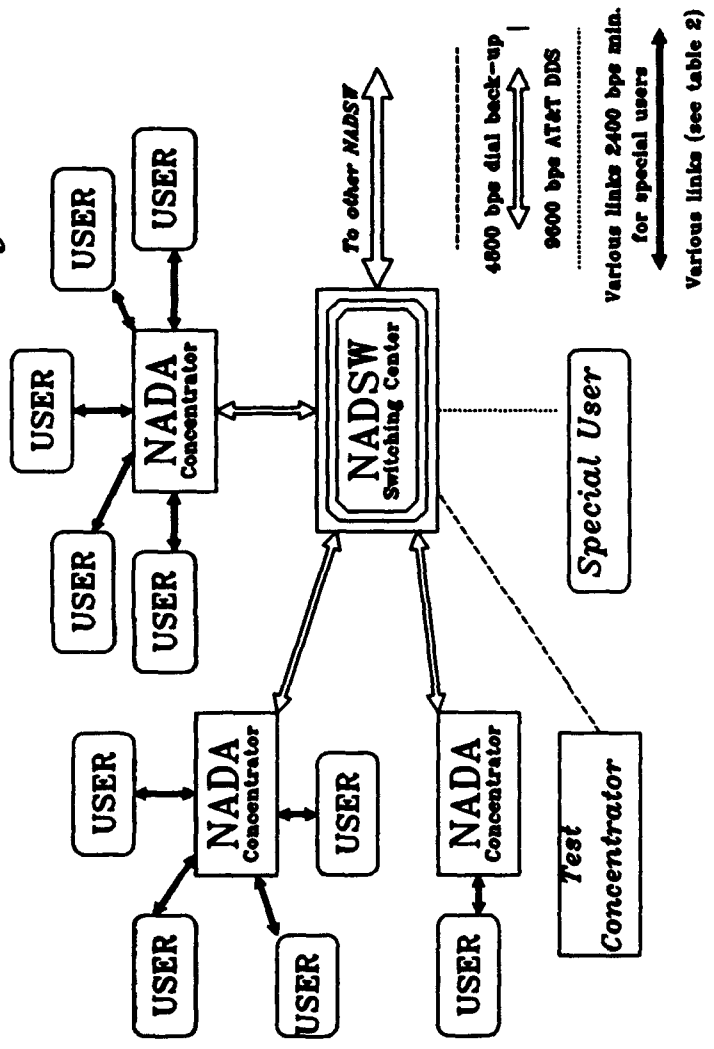 USER
USER
USER
USER
USER
USER
NADA
Concentrator
USER
NADA
Concentrator
USER
USER
To other NADSW
NADSW
Switching Center
USER
NADA
Concentrator
4800 bps dial back-up
9600 bps AT&T DDS
Test
Concentrator
Special User
Various links 2400 bps min.
for special users
Various links (see table 2)